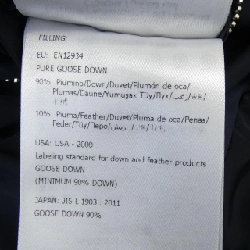 FILLING:
EU: EN12934
PURE GOOSE DOWN
90% Piumino/Down/Duvet/Plumón de oca/
10% Piuma/Feather/Duvet/Pluma de oca/Penas/
USA: USA - 2000
Labeling standard for down and feather products
GOOSE DOWN
(MINIMUM 90% DOWN)
JAPAN: JIS L 1903 : 2011
GOOSE DOWN 90%